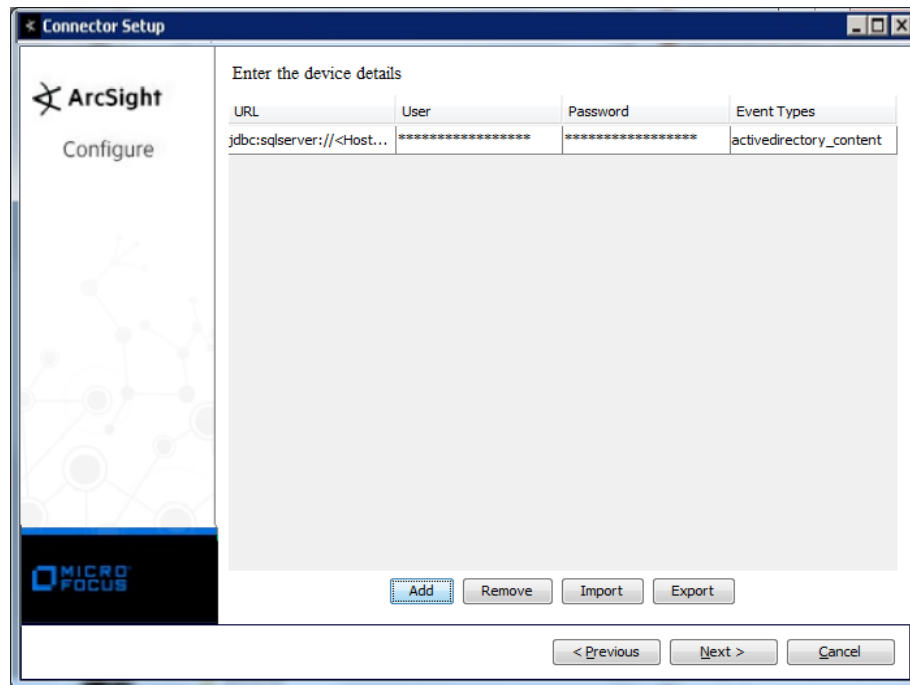 Connector Setup
ArcSight
Configure
Enter the device details
URL User Password Event Types
jdbc:sqlserver://<Host... ***************** ***************** activedirectory_content
MICRO
FOCUS
Add Remove Import Export
< Previous Next > Cancel